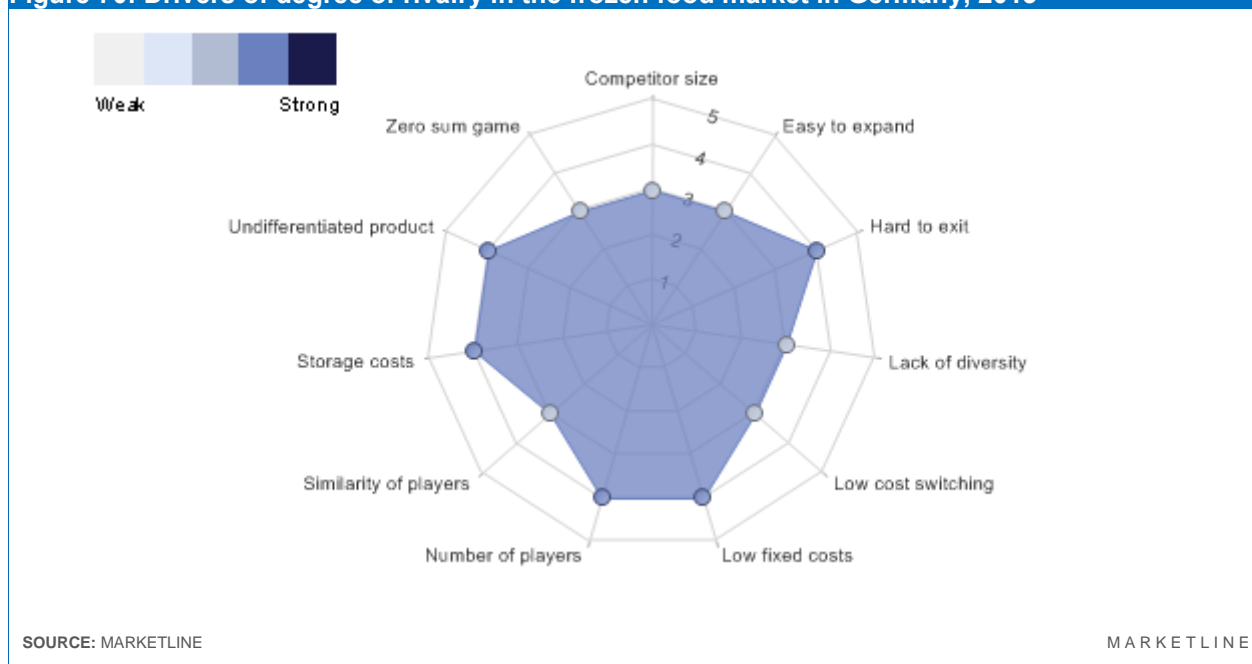 Weak
Strong
Competitor size
Zero sum game
5
Easy to expand
4
3
Undifferentiated product
Hard to exit
2
1
Storage costs
Lack of diversity
Similarity of players
Low cost switching
Number of players
Low fixed costs
SOURCE: MARKETLINE
MARKETLINE